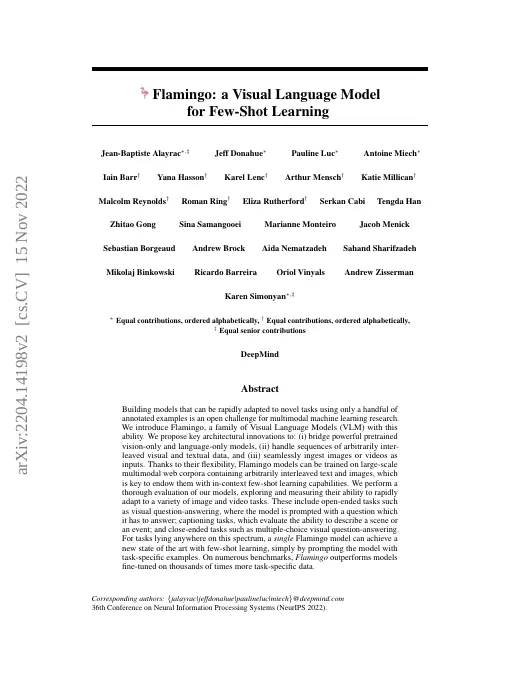 arXiv:2204.14198v2 [cs.CV] 15 Nov 2022
Flamingo: a Visual Language Model
for Few-Shot Learning
Jean-Baptiste Alayrac*,‡ Jeff Donahue* Pauline Luc* Antoine Miech*
Iain Barr† Yana Hasson† Karel Lenc† Arthur Mensch† Katie Millican†
Malcolm Reynolds† Roman Ring† Eliza Rutherford† Serkan Cabi Tengda Han
Zhitao Gong Sina Samangooei Marianne Monteiro Jacob Menick
Sebastian Borgeaud Andrew Brock Aida Nematzadeh Sahand Sharifzadeh
Mikolaj Binkowski Ricardo Barreira Oriol Vinyals Andrew Zisserman
Karen Simonyan*,‡
* Equal contributions, ordered alphabetically, † Equal contributions, ordered alphabetically,
‡ Equal senior contributions
DeepMind
Abstract
Building models that can be rapidly adapted to novel tasks using only a handful of
annotated examples is an open challenge for multimodal machine learning research.
We introduce Flamingo, a family of Visual Language Models (VLM) with this
ability. We propose key architectural innovations to: (i) bridge powerful pretrained
vision-only and language-only models, (ii) handle sequences of arbitrarily inter-
leaved visual and textual data, and (iii) seamlessly ingest images or videos as
inputs. Thanks to their flexibility, Flamingo models can be trained on large-scale
multimodal web corpora containing arbitrarily interleaved text and images, which
is key to endow them with in-context few-shot learning capabilities. We perform a
thorough evaluation of our models, exploring and measuring their ability to rapidly
adapt to a variety of image and video tasks. These include open-ended tasks such
as visual question-answering, where the model is prompted with a question which
it has to answer; captioning tasks, which evaluate the ability to describe a scene or
an event; and close-ended tasks such as multiple-choice visual question-answering.
For tasks lying anywhere on this spectrum, a single Flamingo model can achieve a
new state of the art with few-shot learning, simply by prompting the model with
task-specific examples. On numerous benchmarks, Flamingo outperforms models
fine-tuned on thousands of times more task-specific data.
Corresponding authors: {jalayrac|jeffdonahue|paulineluc|miech}@deepmind.com
36th Conference on Neural Information Processing Systems (NeurIPS 2022).